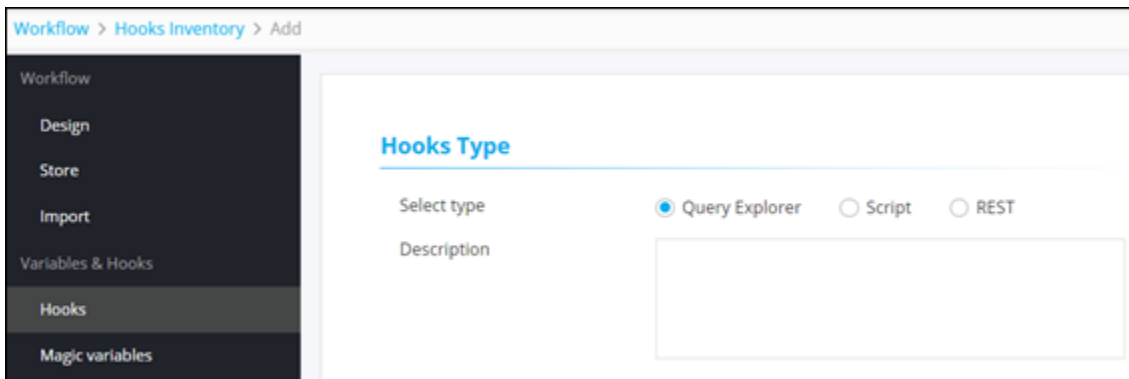 Workflow > Hooks Inventory > Add
Workflow
Design
Store
Import
Variables & Hooks
Hooks
Magic variables
Hooks Type
Select type Query Explorer Script REST
Description